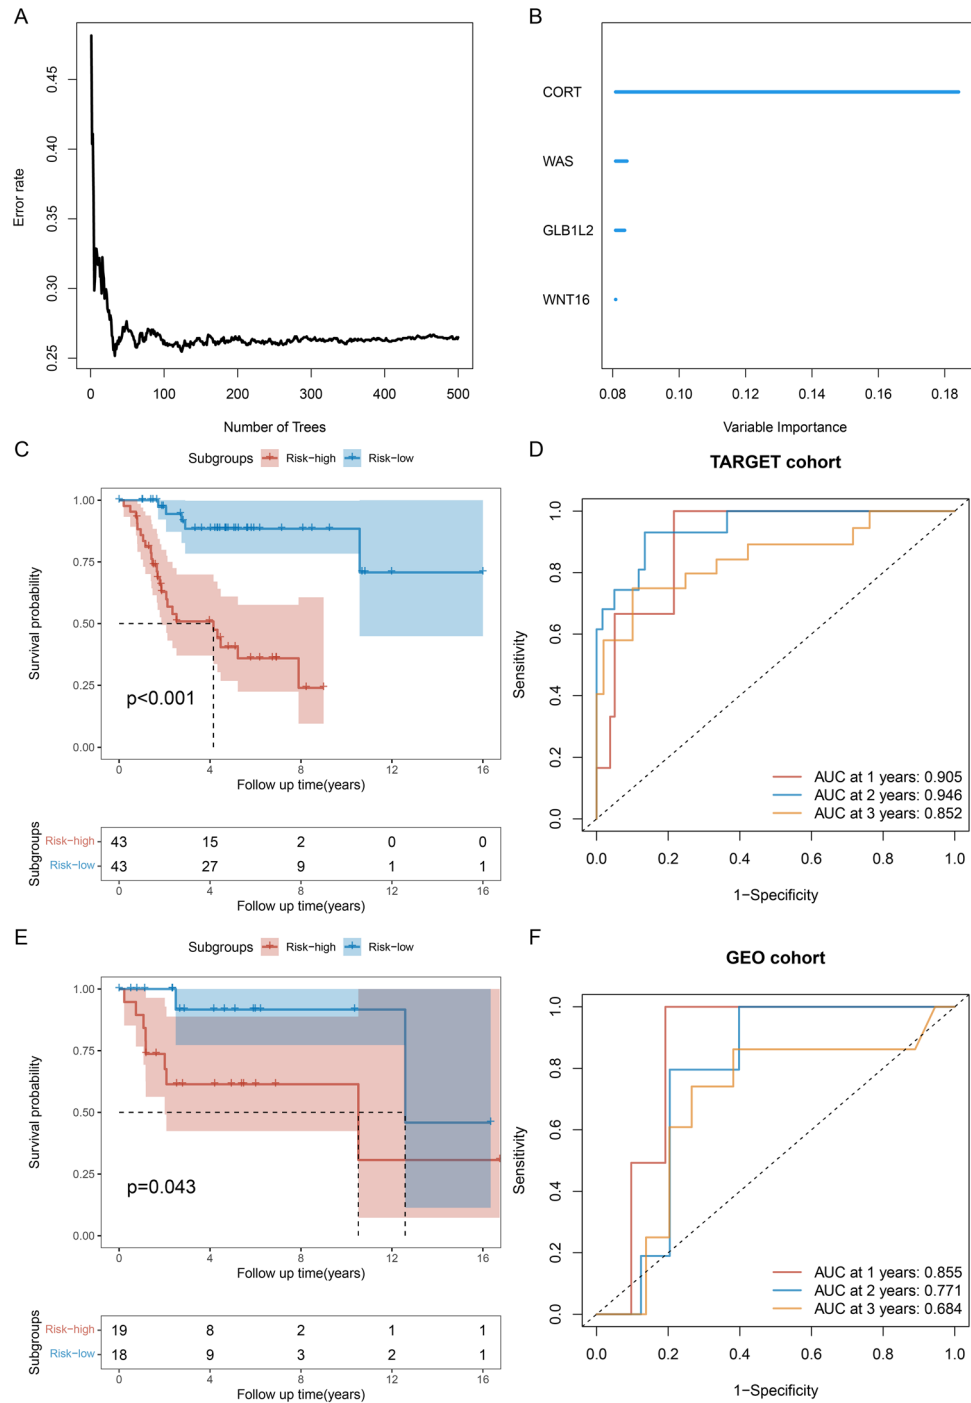 A
Error rate
0.45
0.40
0.35
0.30
0.25
0 100 200 300 400 500
Number of Trees
B
CORT
WAS
GLB1L2
WNT16
0.08 0.10 0.12 0.14 0.16 0.18
Variable Importance
C
Subgroups Risk-high Risk-low
Survival probability
1.00
0.75
0.50
0.25
0.00
p<0.001
0 4 8 12 16
Follow up time(years)
Subgroups
Risk-high 43 15 2 0 0
Risk-low 43 27 9 1 1
0 4 8 12 16
Follow up time(years)
D
TARGET cohort
Sensitivity
1.0
0.8
0.6
0.4
0.2
0.0
AUC at 1 years: 0.905
AUC at 2 years: 0.946
AUC at 3 years: 0.852
0.0 0.2 0.4 0.6 0.8 1.0
1-Specificity
E
Subgroups Risk-high Risk-low
Survival probability
1.00
0.75
0.50
0.25
0.00
p=0.043
0 4 8 12 16
Follow up time(years)
Subgroups
Risk-high 19 8 2 1 1
Risk-low 18 9 3 2 1
0 4 8 12 16
Follow up time(years)
F
GEO cohort
Sensitivity
1.0
0.8
0.6
0.4
0.2
0.0
AUC at 1 years: 0.855
AUC at 2 years: 0.771
AUC at 3 years: 0.684
0.0 0.2 0.4 0.6 0.8 1.0
1-Specificity